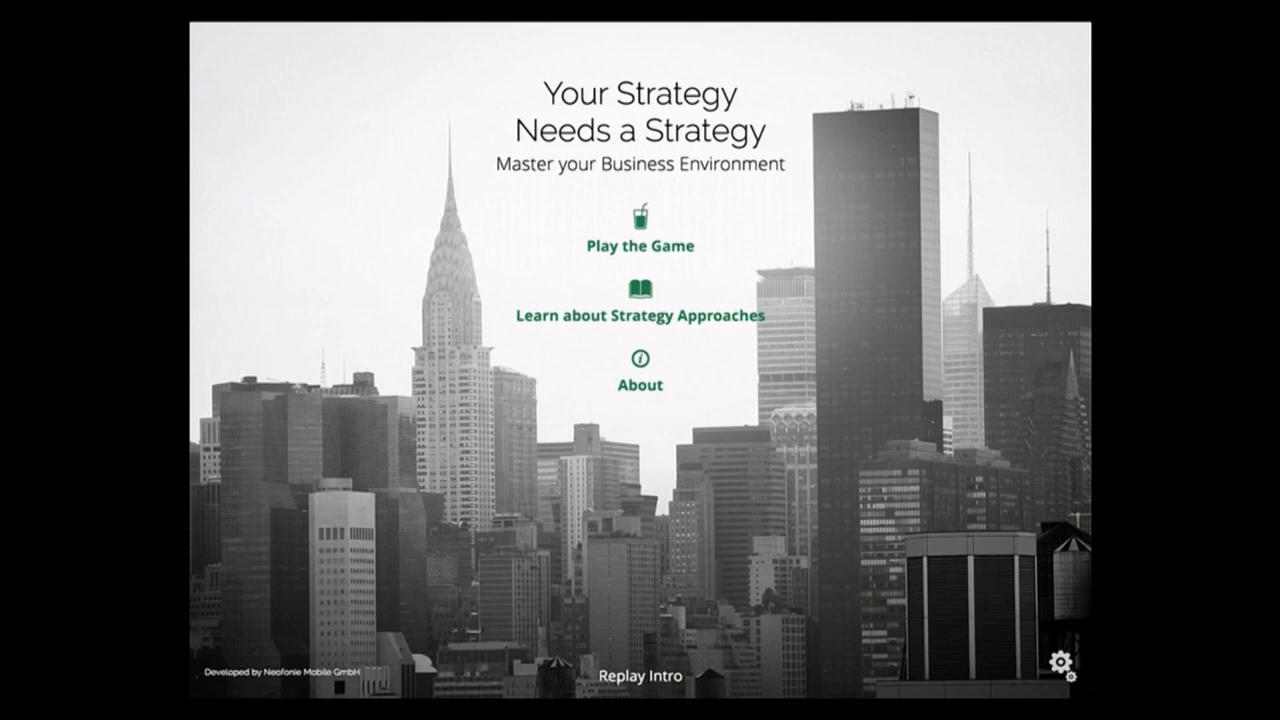 Your Strategy
Needs a Strategy
Master your Business Environment
Play the Game
Learn about Strategy Approaches
About
Developed by Neofonie Mobile GmbH
Replay Intro